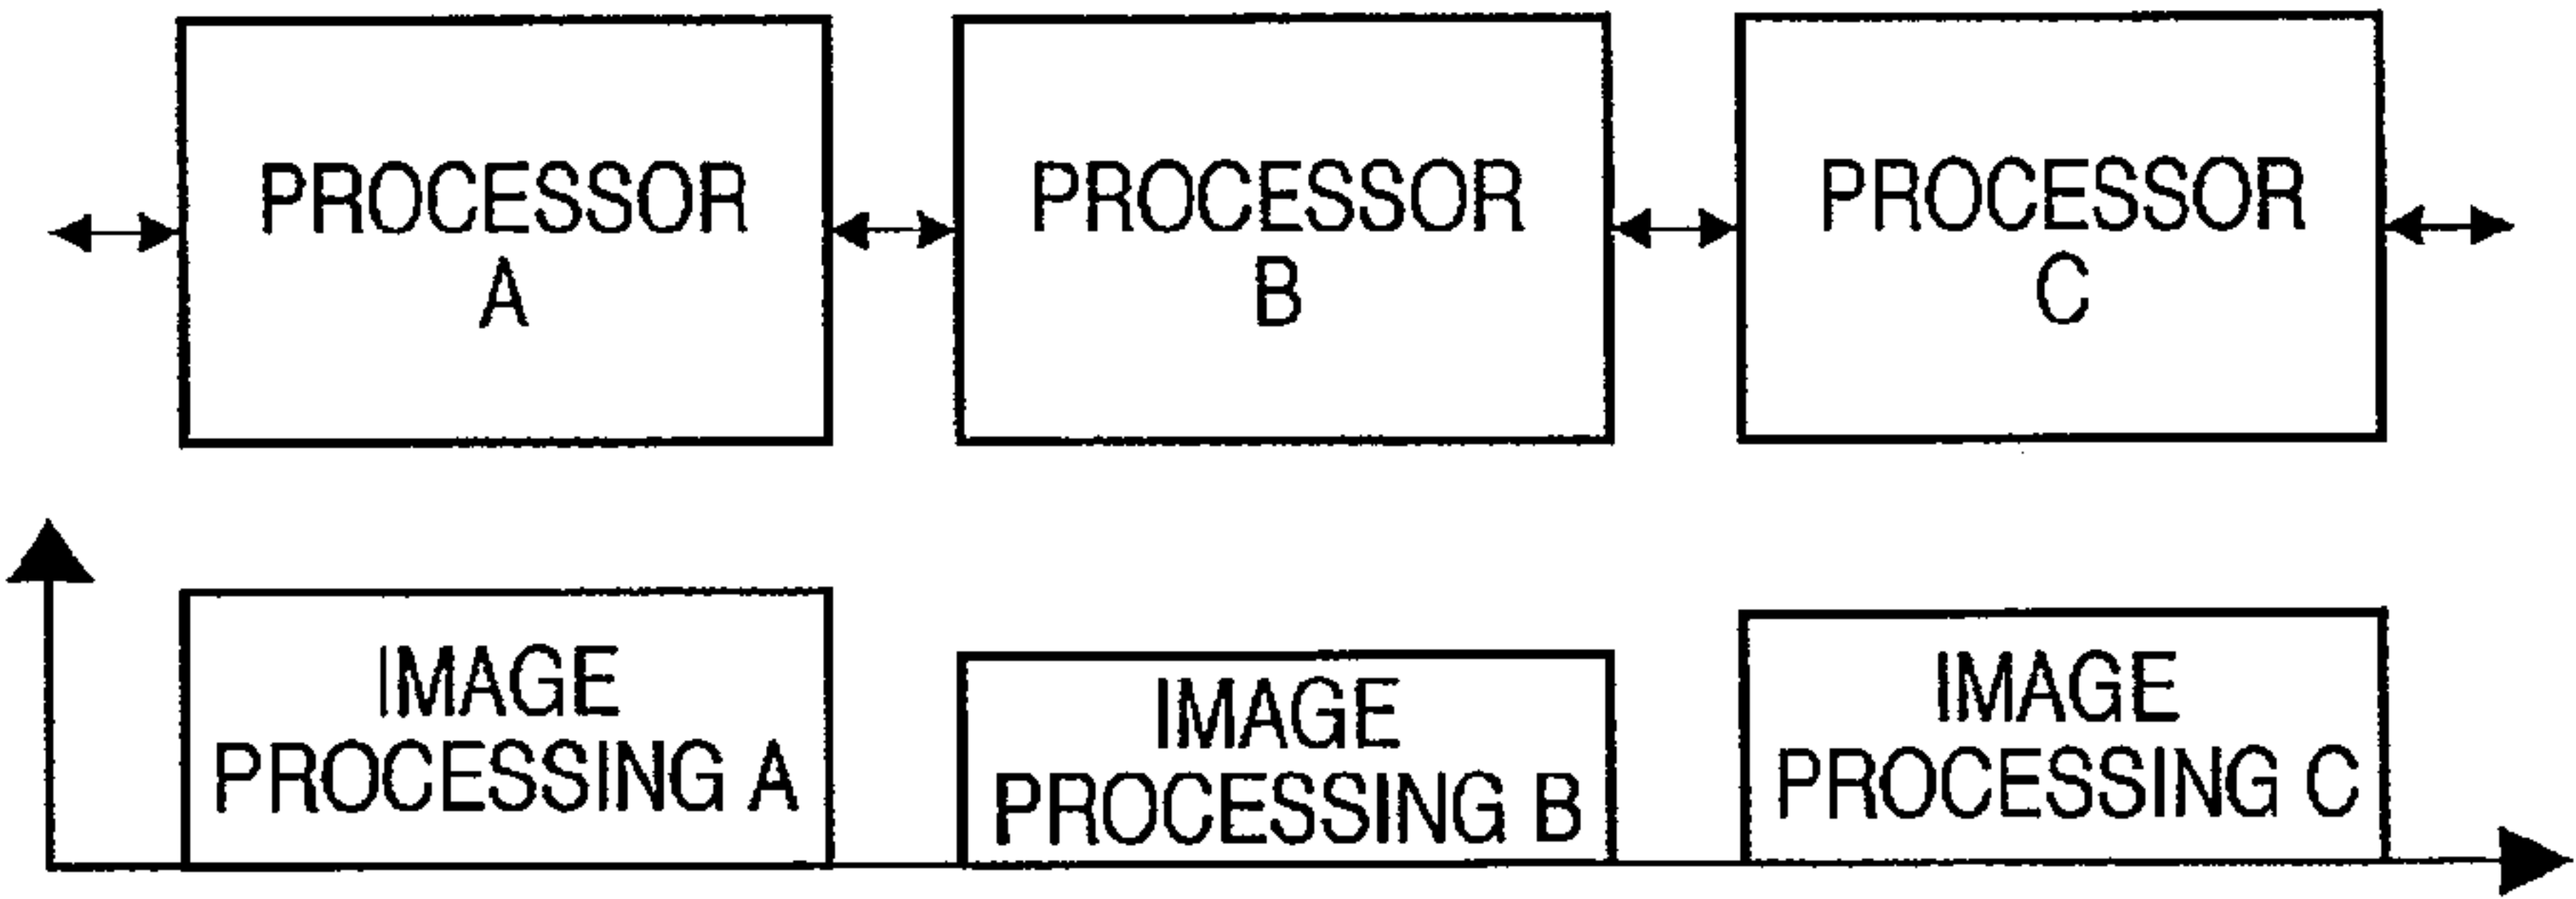 PROCESSOR
A
PROCESSOR
B
PROCESSOR
C
IMAGE
PROCESSING A
IMAGE
PROCESSING B
IMAGE
PROCESSING C